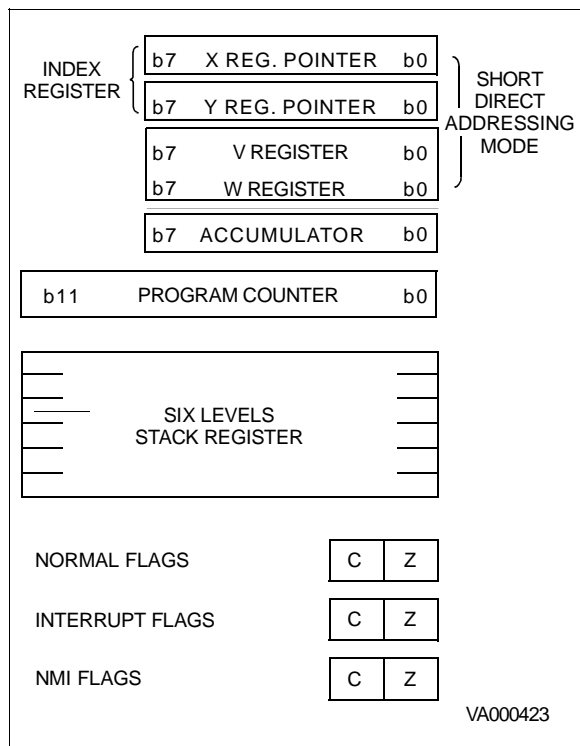 INDEX
REGISTER
b7 X REG. POINTER b0
b7 Y REG. POINTER b0
b7 V REGISTER b0
b7 W REGISTER b0
SHORT
DIRECT
ADDRESSING
MODE
b7 ACCUMULATOR b0
b11 PROGRAM COUNTER b0
SIX LEVELS
STACK REGISTER
NORMAL FLAGS C Z
INTERRUPT FLAGS C Z
NMI FLAGS C Z
VA000423